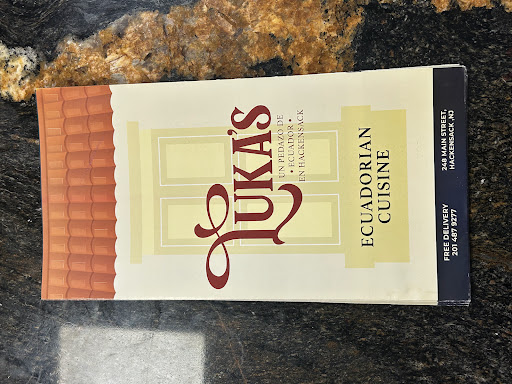 LUKA'S
UN PEDAZO DE
• ECUADOR •
EN HACKENSACK
ECUADORIAN
CUISINE
FREE DELIVERY
201 487 9277
248 MAIN STREET,
HACKENSACK ,NJ